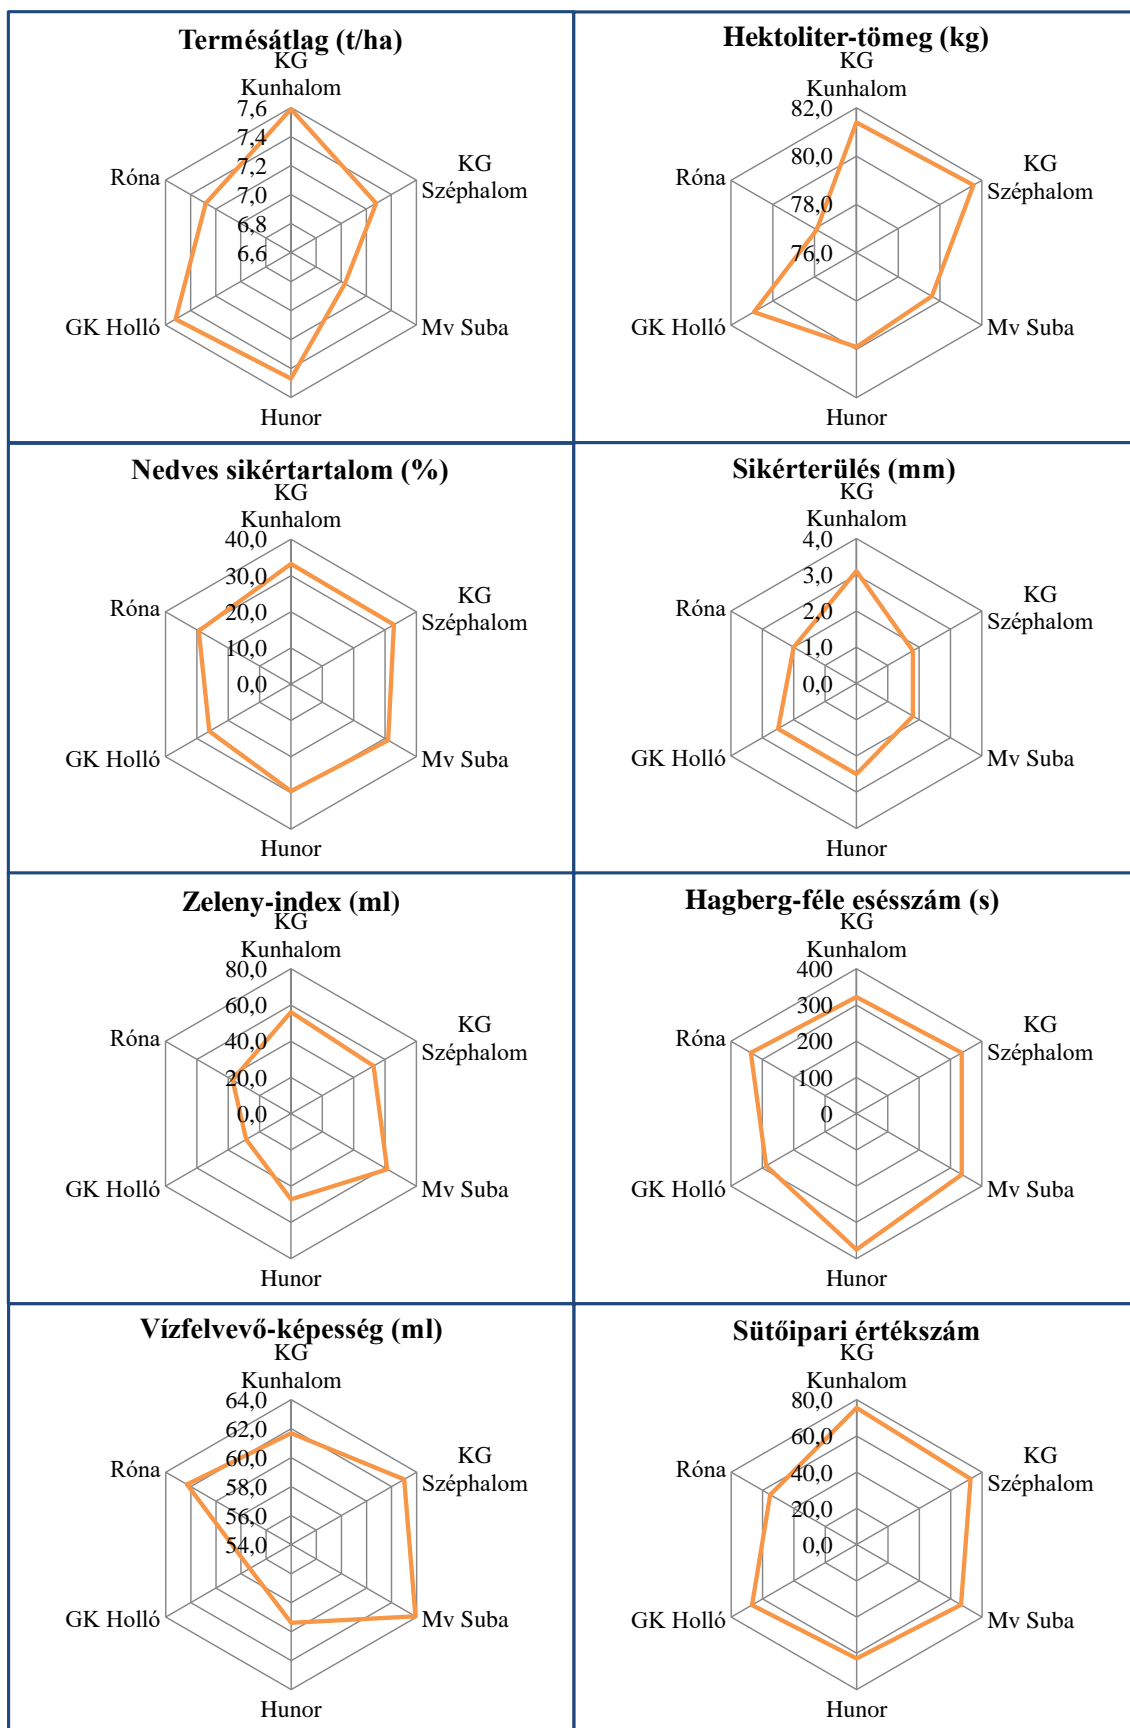 Termésátlag (t/ha)
KG
Kunhalom
7,6
7,4
7,2
7,0
6,8
6,6
KG
Széphalom
Mv Suba
Hunor
GK Holló
Róna
Hektoliter-tömeg (kg)
KG
Kunhalom
82,0
80,0
78,0
76,0
KG
Széphalom
Mv Suba
Hunor
GK Holló
Róna
Nedves sikértartalom (%)
KG
Kunhalom
40,0
30,0
20,0
10,0
0,0
KG
Széphalom
Mv Suba
Hunor
GK Holló
Róna
Sikérterülés (mm)
KG
Kunhalom
4,0
3,0
2,0
1,0
0,0
KG
Széphalom
Mv Suba
Hunor
GK Holló
Róna
Zeleny-index (ml)
KG
Kunhalom
80,0
60,0
40,0
20,0
0,0
KG
Széphalom
Mv Suba
Hunor
GK Holló
Róna
Hagberg-féle esésszám (s)
KG
Kunhalom
400
300
200
100
0
KG
Széphalom
Mv Suba
Hunor
GK Holló
Róna
Vízfelvevő-képesség (ml)
KG
Kunhalom
64,0
62,0
60,0
58,0
56,0
54,0
KG
Széphalom
Mv Suba
Hunor
GK Holló
Róna
Sütőipari értékszám
KG
Kunhalom
80,0
60,0
40,0
20,0
0,0
KG
Széphalom
Mv Suba
Hunor
GK Holló
Róna